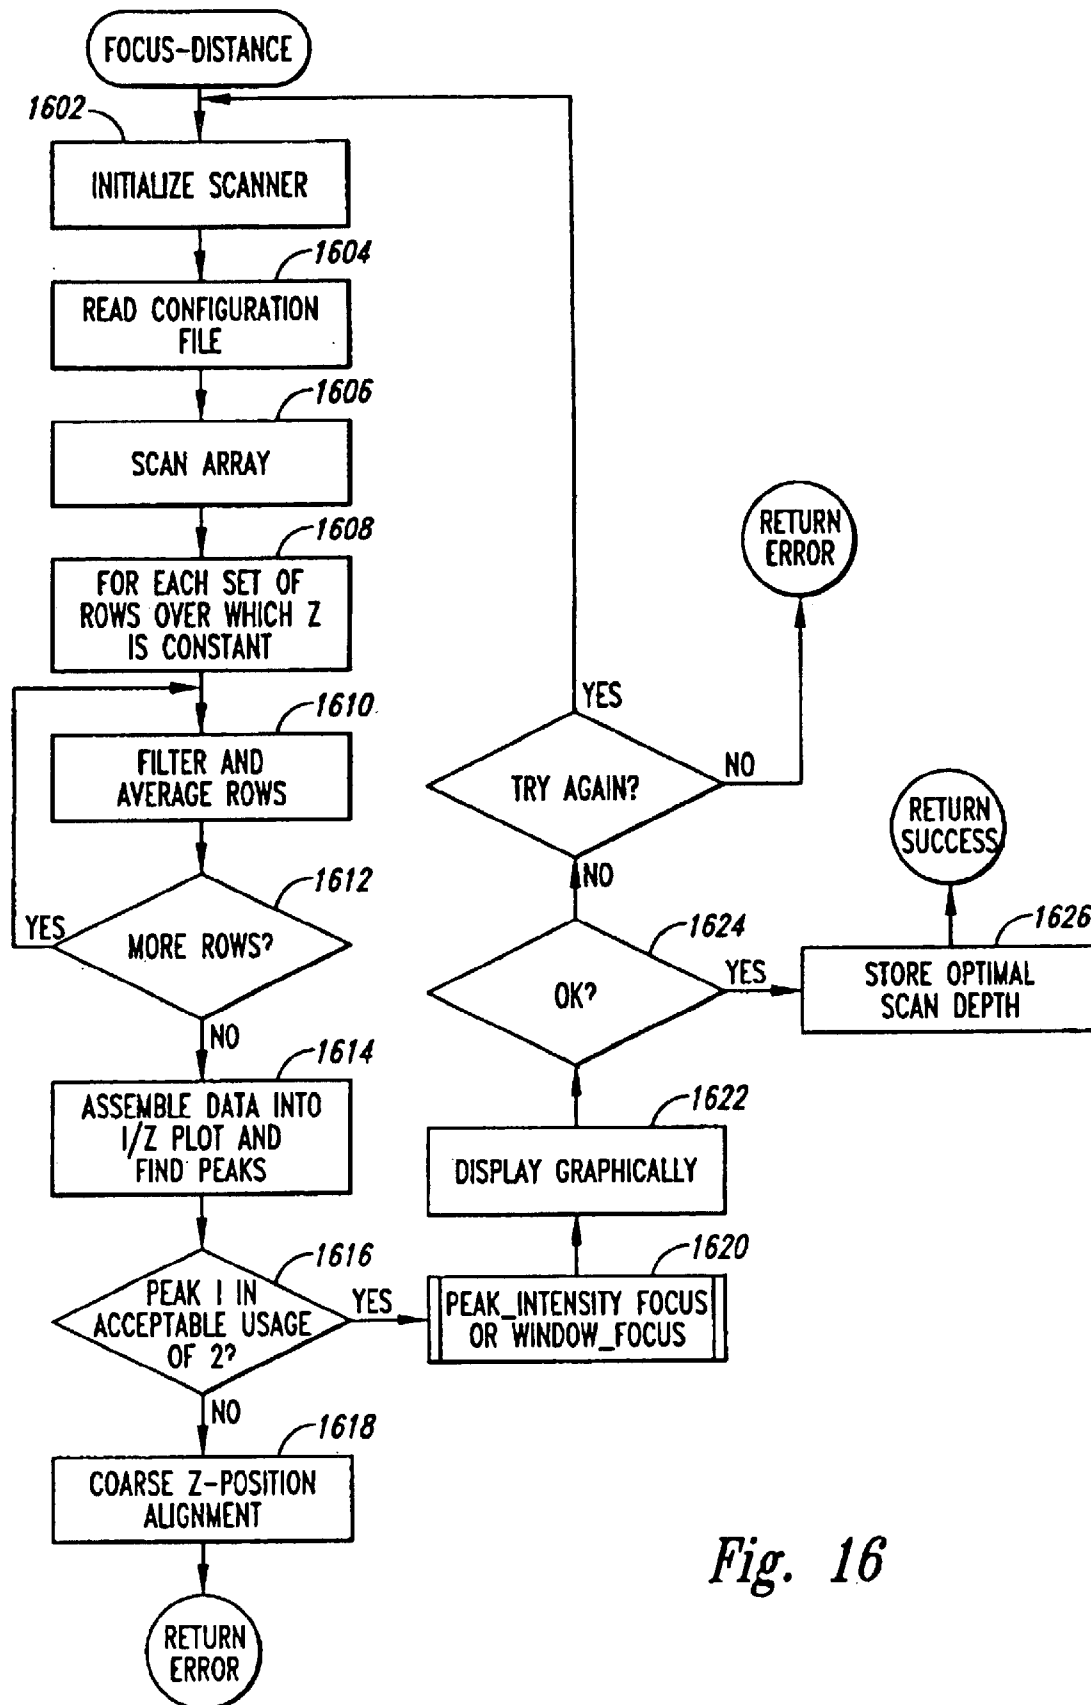 FOCUS-DISTANCE
1602
INITIALIZE SCANNER
1604
READ CONFIGURATION
FILE
1606
SCAN ARRAY
1608
FOR EACH SET OF
ROWS OVER WHICH Z
IS CONSTANT
1610
FILTER AND
AVERAGE ROWS
1612
YES
MORE ROWS?
NO
1614
ASSEMBLE DATA INTO
I/Z PLOT AND
FIND PEAKS
1616
PEAK I IN
ACCEPTABLE USAGE
OF 2?
YES
NO
1618
COARSE Z-POSITION
ALIGNMENT
RETURN
ERROR
1620
PEAK_INTENSITY FOCUS
OR WINDOW_FOCUS
1622
DISPLAY GRAPHICALLY
1624
OK?
YES
NO
1626
STORE OPTIMAL
SCAN DEPTH
RETURN
SUCCESS
TRY AGAIN?
YES
NO
RETURN
ERROR
Fig. 16